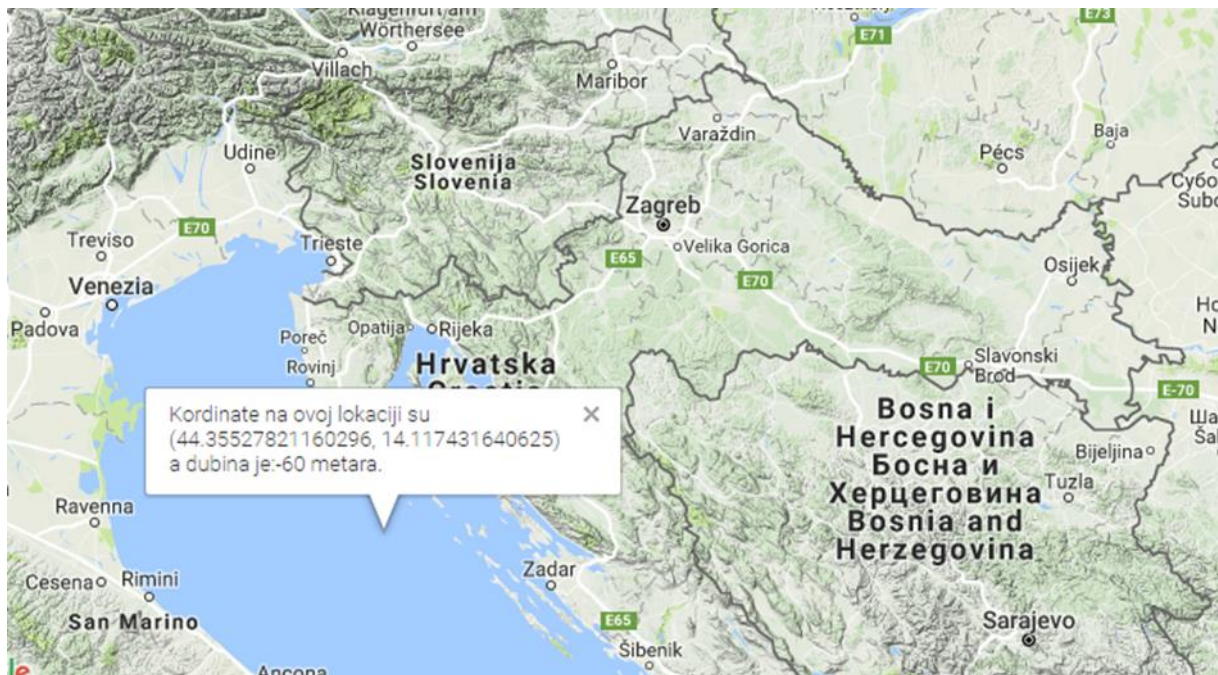 Klagenfurt am
Wörthersee
E71
E73
Villach
Maribor
Varaždin
Baja
Udine
Slovenija
Slovenia
Pécs
Zagreb
Treviso
E70
Trieste
Velika Gorica
E65
Osijek
Venezia
E70
Padova
Poreč
Opatija
Rijeka
Rovinj
Hrvatska
Croatia
E70
Slavonski
Brod
E-70
Kordinate na ovoj lokaciji su
(44.35527821160296, 14.117431640625)
a dubina je:-60 metara.
Bosna i
Hercegovina
Босна и
Херцеговина
Bosnia and
Herzegovina
Bijeljina
Tuzla
Ravenna
Cesena
Rimini
Zadar
San Marino
E65
Sarajevo
Šibenik
Ancona